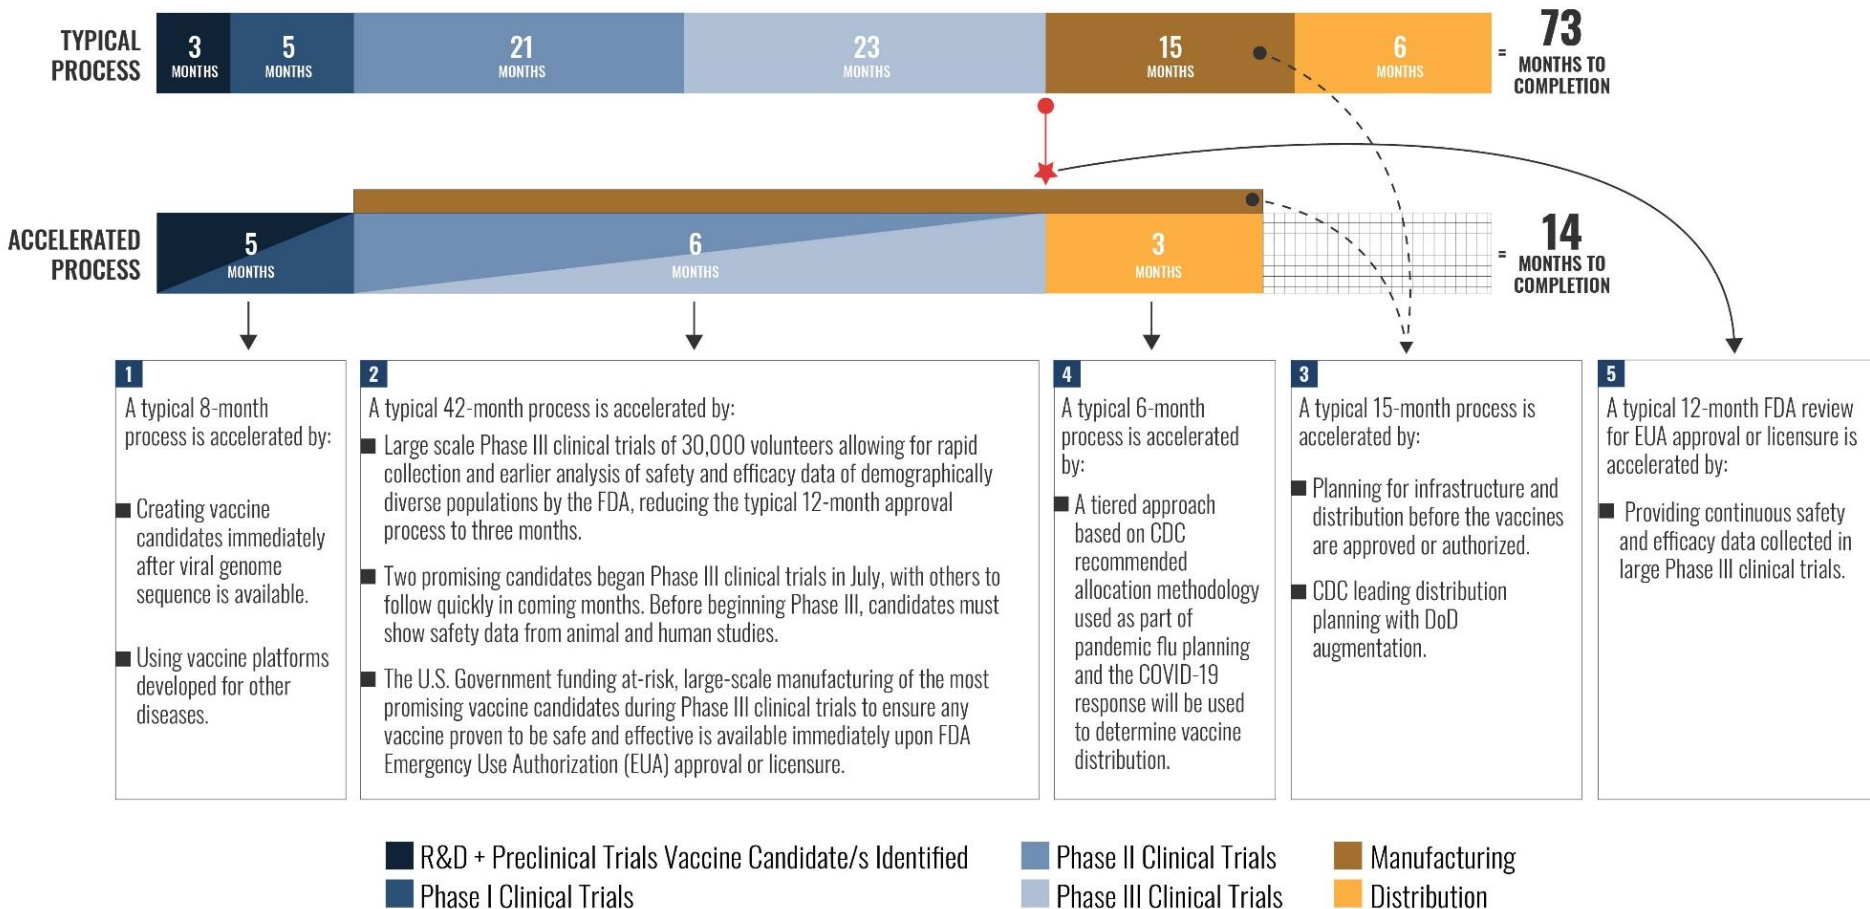 TYPICAL
PROCESS
3
MONTHS
5
MONTHS
21
MONTHS
23
MONTHS
15
MONTHS
6
MONTHS
=
73
MONTHS TO
COMPLETION
ACCELERATED
PROCESS
5
MONTHS
6
MONTHS
3
MONTHS
=
14
MONTHS TO
COMPLETION
1
A typical 8-month
process is accelerated by:
Creating vaccine
candidates immediately
after viral genome
sequence is available.
Using vaccine platforms
developed for other
diseases.
2
A typical 42-month process is accelerated by:
Large scale Phase III clinical trials of 30,000 volunteers allowing for rapid
collection and earlier analysis of safety and efficacy data of demographically
diverse populations by the FDA, reducing the typical 12-month approval
process to three months.
Two promising candidates began Phase III clinical trials in July, with others to
follow quickly in coming months. Before beginning Phase III, candidates must
show safety data from animal and human studies.
The U.S. Government funding at-risk, large-scale manufacturing of the most
promising vaccine candidates during Phase III clinical trials to ensure any
vaccine proven to be safe and effective is available immediately upon FDA
Emergency Use Authorization (EUA) approval or licensure.
4
A typical 6-month
process is accelerated
by:
A tiered approach
based on CDC
recommended
allocation methodology
used as part of
pandemic flu planning
and the COVID-19
response will be used
to determine vaccine
distribution.
3
A typical 15-month process is
accelerated by:
Planning for infrastructure and
distribution before the vaccines
are approved or authorized.
CDC leading distribution
planning with DoD
augmentation.
5
A typical 12-month FDA review
for EUA approval or licensure is
accelerated by:
Providing continuous safety
and efficacy data collected in
large Phase III clinical trials.
R&D + Preclinical Trials Vaccine Candidate/s Identified
Phase I Clinical Trials
Phase II Clinical Trials
Phase III Clinical Trials
Manufacturing
Distribution